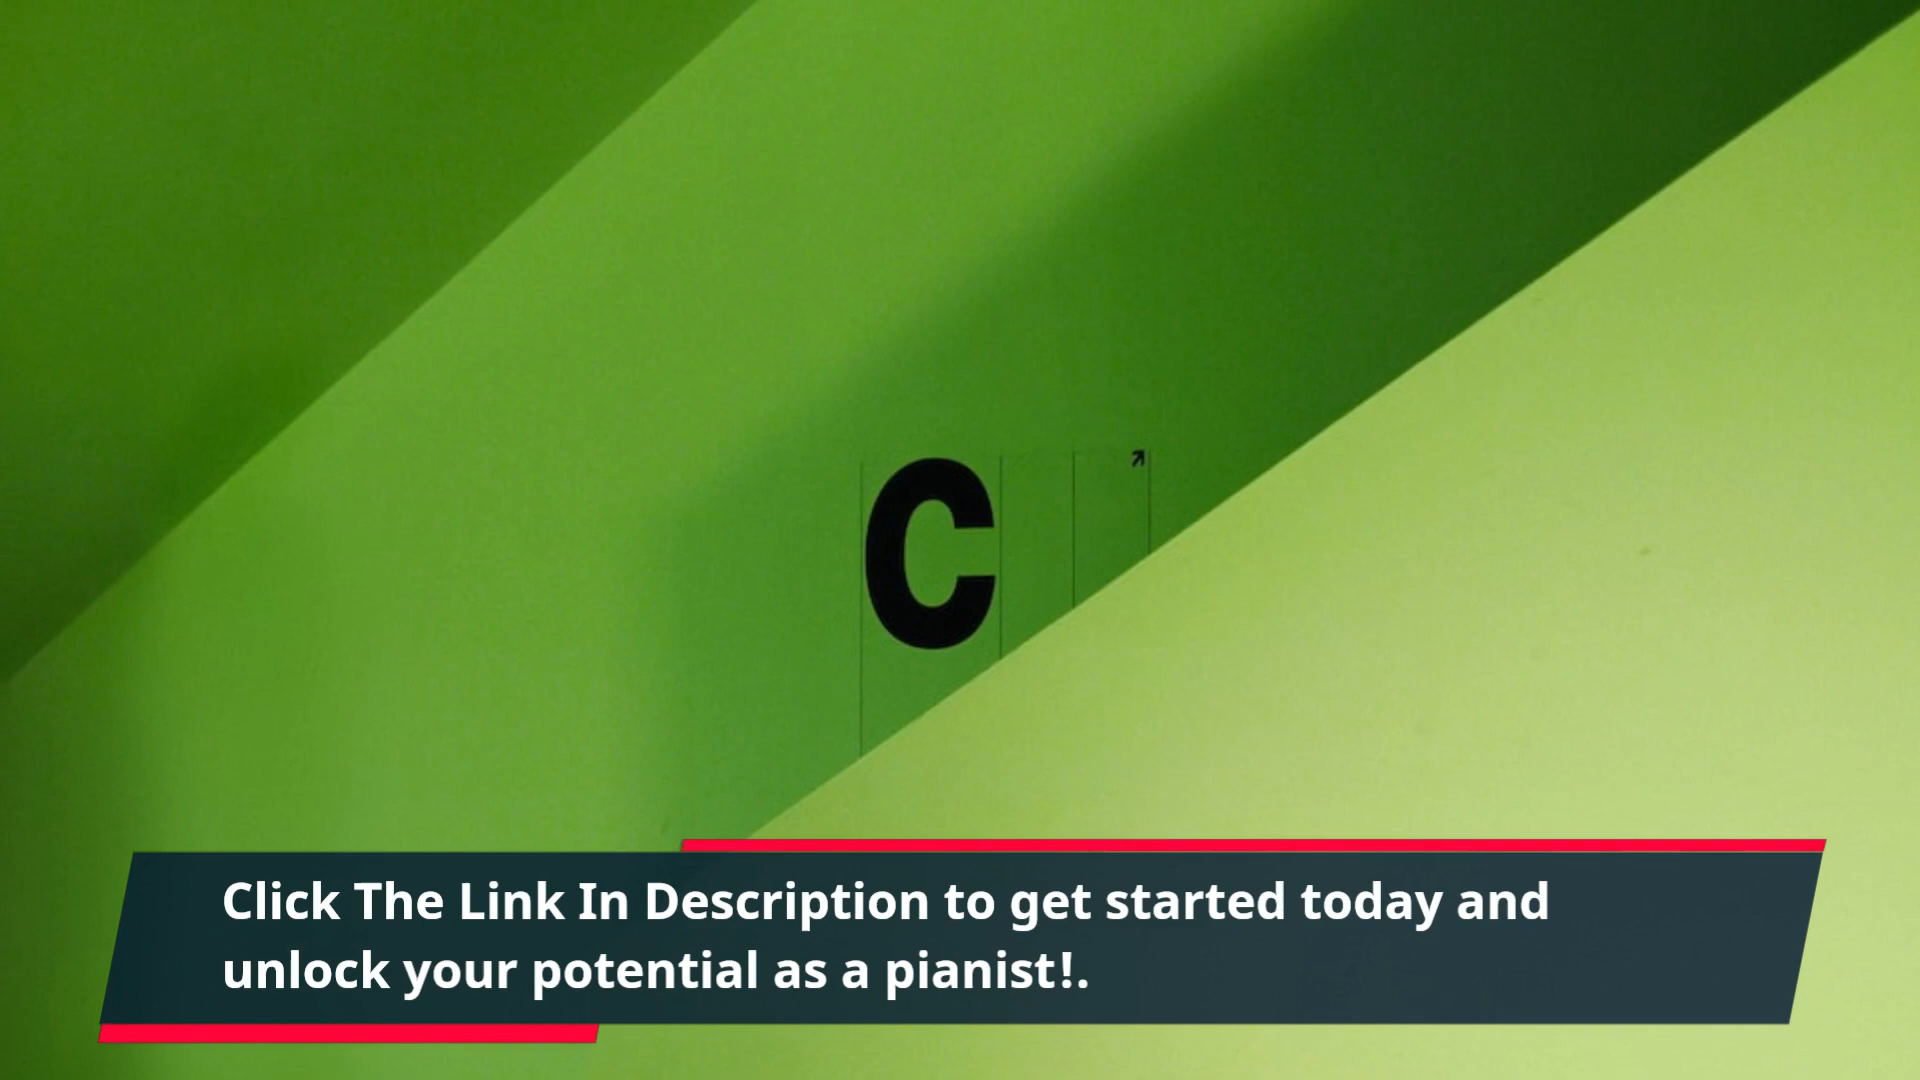 C
Click The Link In Description to get started today and
unlock your potential as a pianist!.